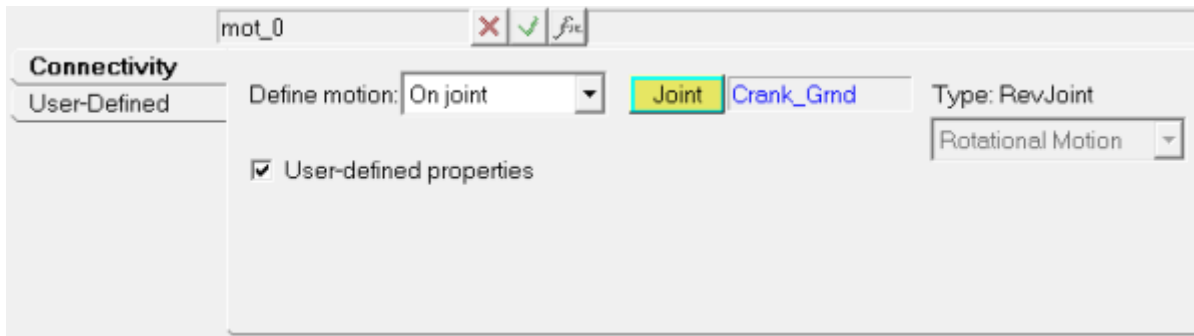 mot_0
Connectivity
User-Defined
Define motion: On joint Joint Crank_Grnd Type: RevJoint
Rotational Motion
User-defined properties